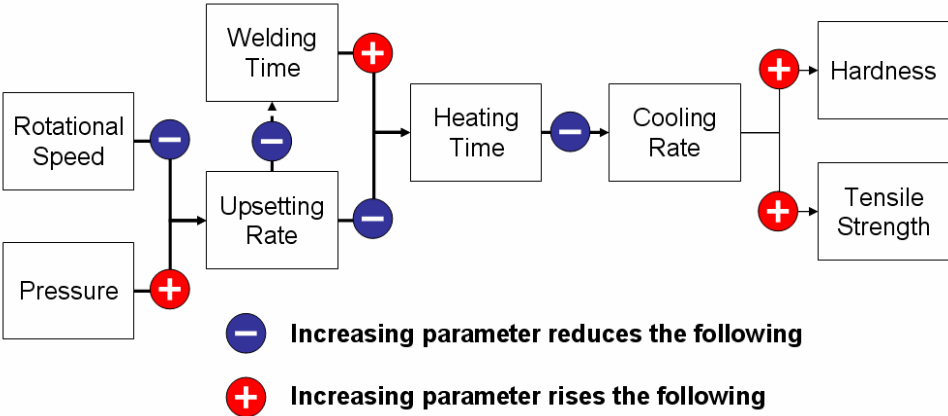 Welding
Time
Rotational
Speed
Heating
Time
Cooling
Rate
Hardness
Upsetting
Rate
Tensile
Strength
Pressure
Increasing parameter reduces the following
Increasing parameter rises the following